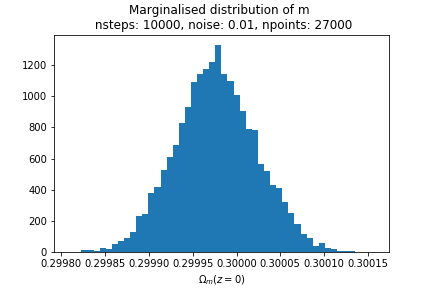 Marginalised distribution of m
nsteps: 10000, noise: 0.01, npoints: 27000
1200
1000
800
600
400
200
0
0.29980 0.29985 0.29990 0.29995 0.30000 0.30005 0.30010 0.30015
Ωm(z = 0)